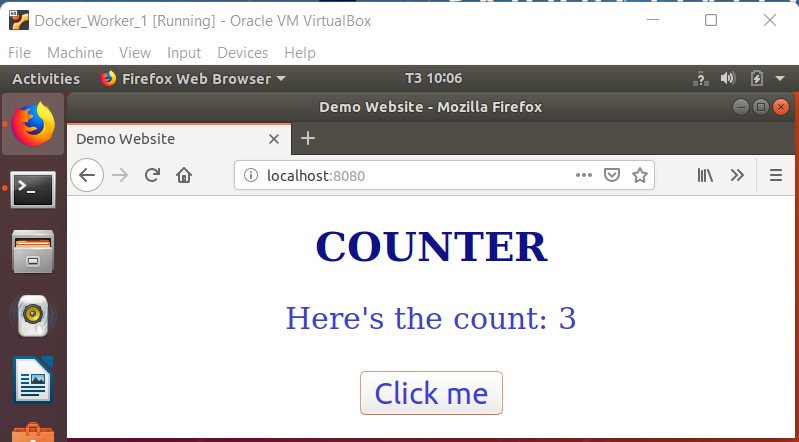 Docker_Worker_1 [Running] - Oracle VM VirtualBox
File Machine View Input Devices Help
Activities Firefox Web Browser T3 10:06
Demo Website - Mozilla Firefox
Demo Website
localhost:8080
COUNTER
Here's the count: 3
Click me